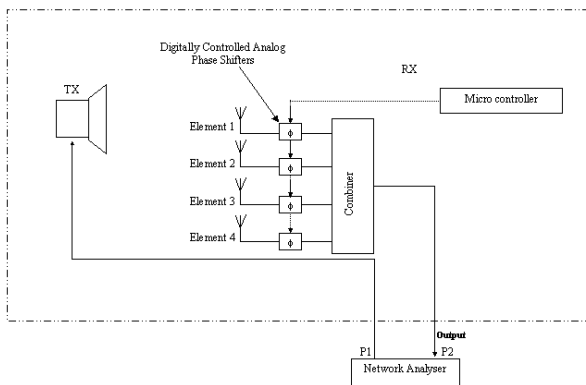 Digitally Controlled Analog
Phase Shifters
RX
TX
Micro controller
Element 1
ϕ
Element 2
ϕ
Element 3
ϕ
Element 4
ϕ
Combiner
Output
P1
P2
Network Analyser